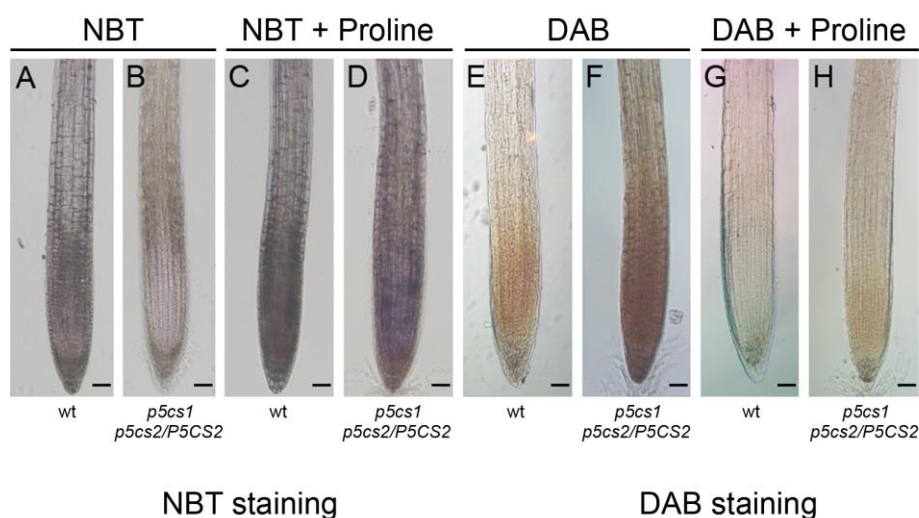 NBT NBT + Proline DAB DAB + Proline
A B C D E F G H
wt p5cs1 wt p5cs1 wt p5cs1 wt p5cs1
p5cs2/P5CS2 p5cs2/P5CS2 p5cs2/P5CS2 p5cs2/P5CS2
NBT staining DAB staining